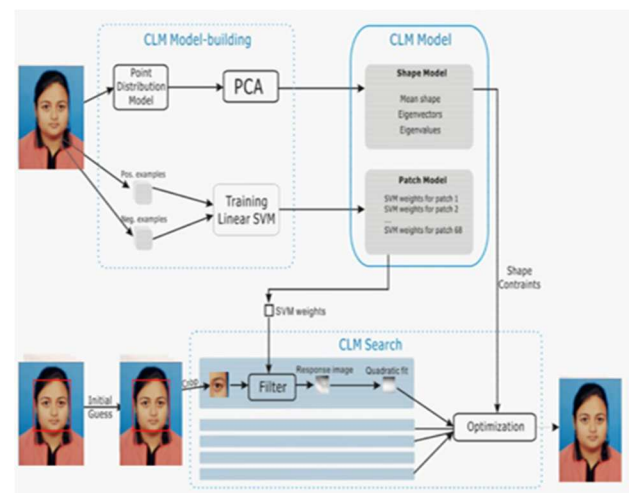 CLM Model-building
CLM Model
Point
Distribution
Model
PCA
Shape Model
Mean shape
Eigenvectors
Eigenvalues
Pos. examples
Neg. examples
Training
Linear SVM
Patch Model
SVM weights for patch 1
SVM weights for patch 2
...
SVM weights for patch 68
Shape
Contraints
SVM weights
CLM Search
Initial
Guess
Crop
Filter
Response image
Quadratic fit
Optimization